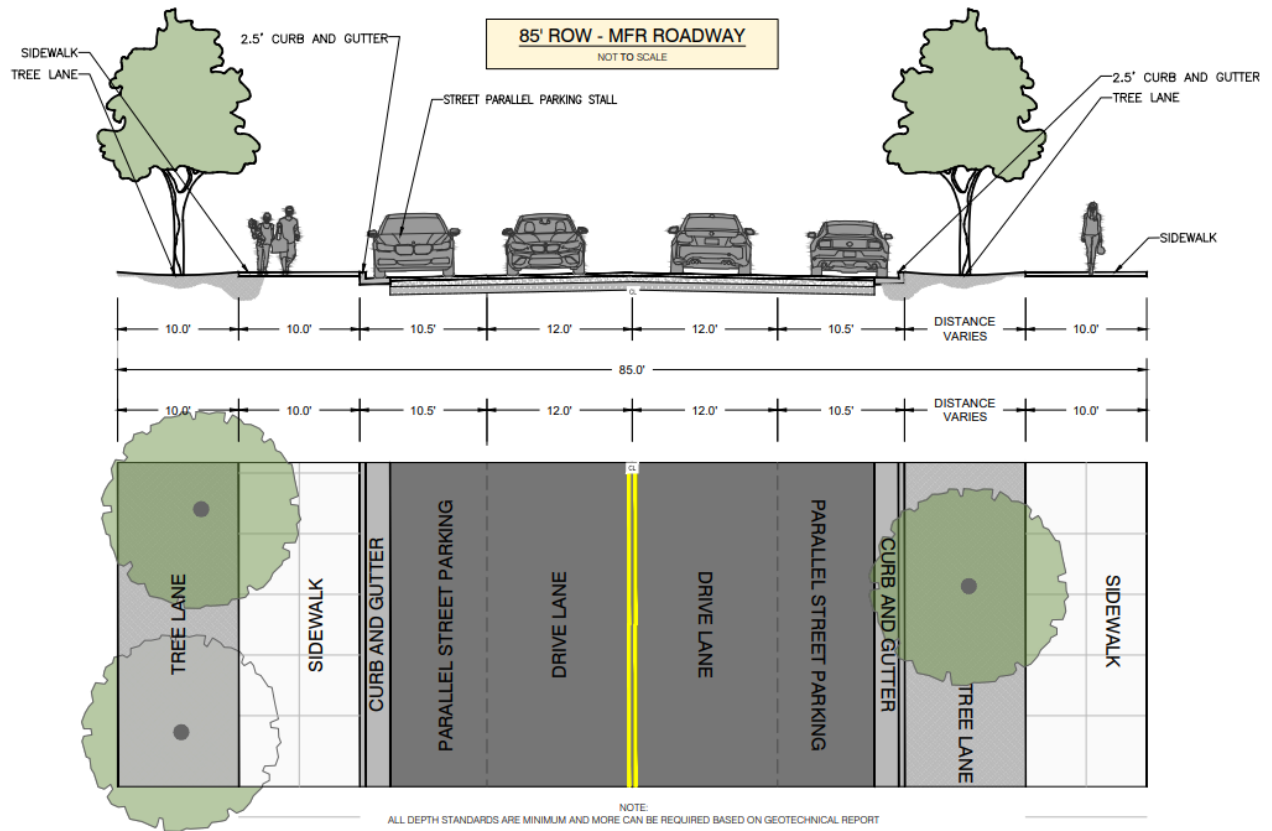 85' ROW - MFR ROADWAY
NOT TO SCALE
2.5' CURB AND GUTTER
SIDEWALK
TREE LANE
STREET PARALLEL PARKING STALL
2.5' CURB AND GUTTER
TREE LANE
SIDEWALK
CL
10.0'
10.0'
10.5'
12.0'
12.0'
10.5'
DISTANCE
VARIES
10.0'
85.0'
10.0'
10.0'
10.5'
12.0'
12.0'
10.5'
DISTANCE
VARIES
10.0'
CL
TREE LANE
SIDEWALK
CURB AND GUTTER
PARALLEL STREET PARKING
DRIVE LANE
DRIVE LANE
PARALLEL STREET PARKING
CURB AND GUTTER
TREE LANE
SIDEWALK
NOTE:
ALL DEPTH STANDARDS ARE MINIMUM AND MORE CAN BE REQUIRED BASED ON GEOTECHNICAL REPORT